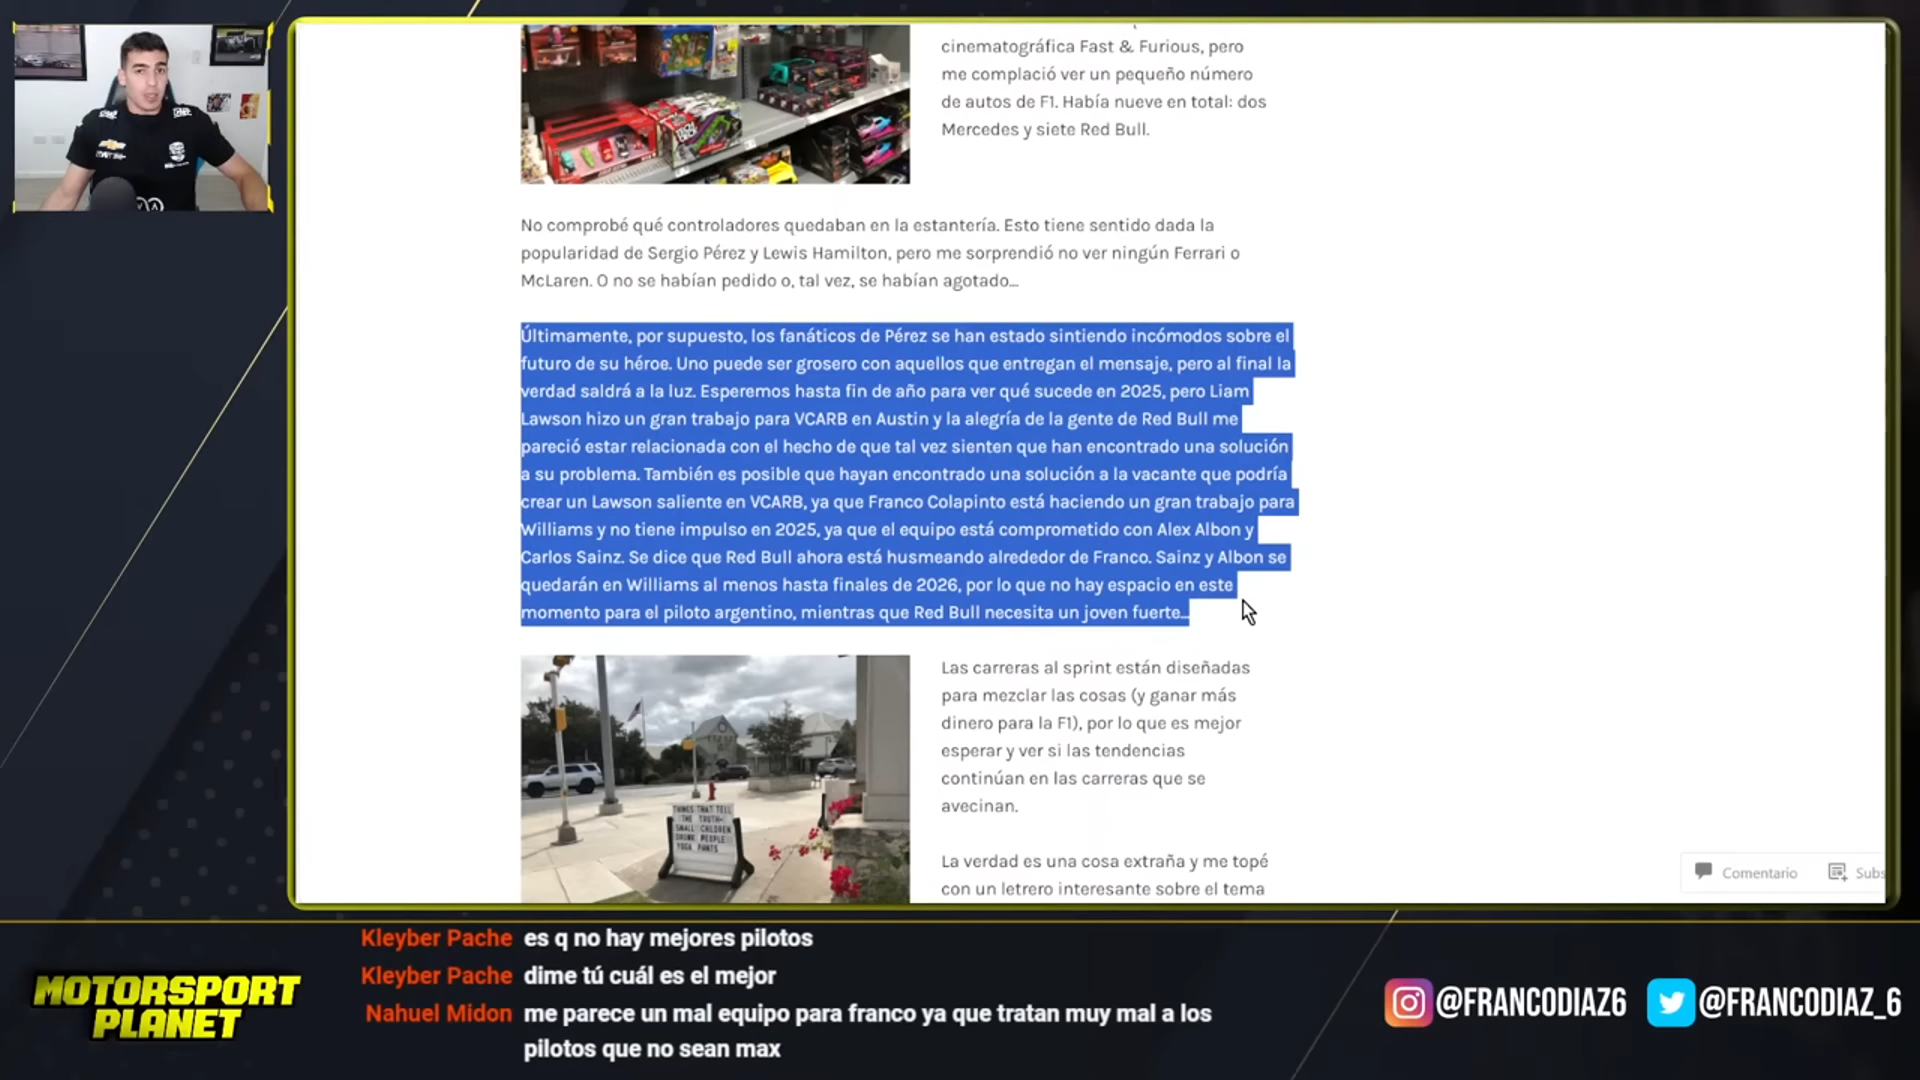 cinematográfica Fast & Furious, pero
me complació ver un pequeño número
de autos de F1. Había nueve en total: dos
Mercedes y siete Red Bull.
No comprobé qué controladores quedaban en la estantería. Esto tiene sentido dada la
popularidad de Sergio Pérez y Lewis Hamilton, pero me sorprendió no ver ningún Ferrari o
McLaren. O no se habían pedido o, tal vez, se habían agotado...
Últimamente, por supuesto, los fanáticos de Pérez se han estado sintiendo incómodos sobre el
futuro de su héroe. Uno puede ser grosero con aquellos que entregan el mensaje, pero al final la
verdad saldrá a la luz. Esperemos hasta fin de año para ver qué sucede en 2025, pero Liam
Lawson hizo un gran trabajo para VCARB en Austin y la alegría de la gente de Red Bull me
pareció estar relacionada con el hecho de que tal vez sienten que han encontrado una solución
a su problema. También es posible que hayan encontrado una solución a la vacante que podría
crear un Lawson saliente en VCARB, ya que Franco Colapinto está haciendo un gran trabajo para
Williams y no tiene impulso en 2025, ya que el equipo está comprometido con Alex Albon y
Carlos Sainz. Se dice que Red Bull ahora está husmeando alrededor de Franco. Sainz y Albon se
quedarán en Williams al menos hasta finales de 2026, por lo que no hay espacio en este
momento para el piloto argentino, mientras que Red Bull necesita un joven fuerte...
Las carreras al sprint están diseñadas
para mezclar las cosas (y ganar más
dinero para la F1), por lo que es mejor
esperar y ver si las tendencias
continúan en las carreras que se
avecinan.
THINGS THAT TELL
THE TRUTH-
SMALL CHILDREN
DRUNK PEOPLE
YOGA PANTS
La verdad es una cosa extraña y me topé
con un letrero interesante sobre el tema
Comentario
Subs
Kleyber Pache es q no hay mejores pilotos
Kleyber Pache dime tú cuál es el mejor
Nahuel Midon me parece un mal equipo para franco ya que tratan muy mal a los
pilotos que no sean max
MOTORSPORT
PLANET
@FRANCODIAZ6
@FRANCODIAZ_6